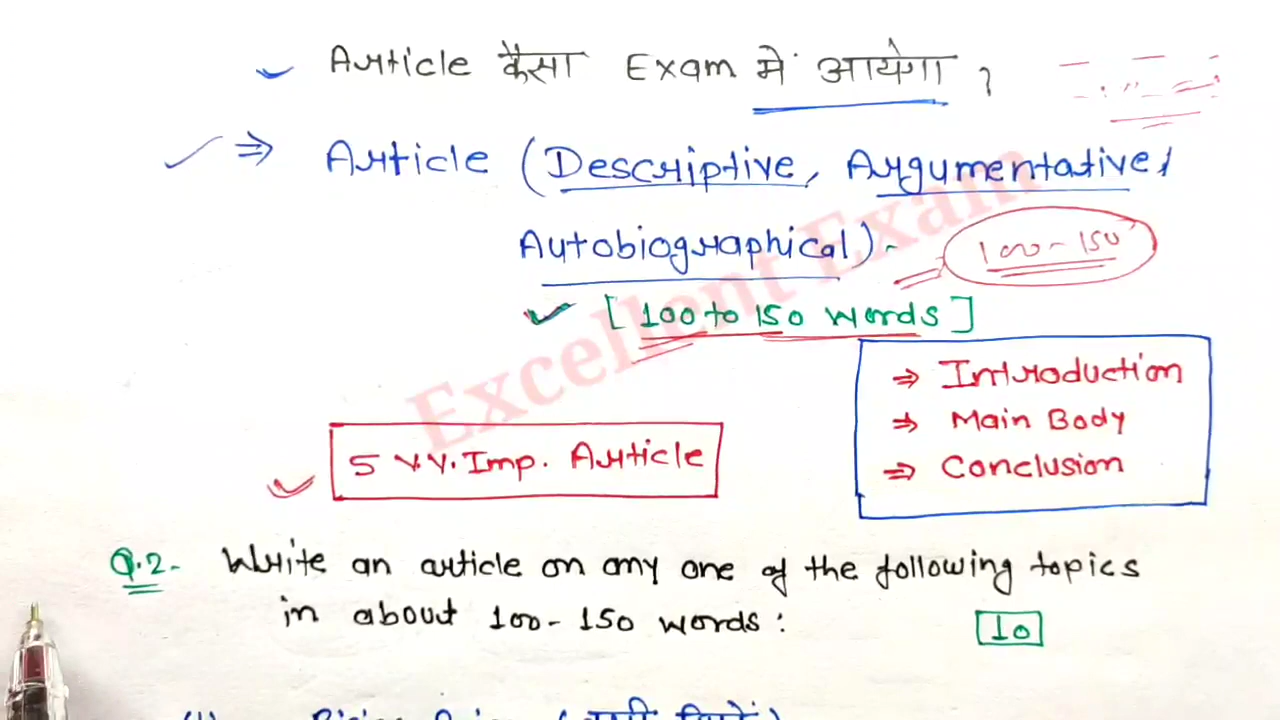 Article कैसा Exam में आयेगा ?
⇒ Article (Descriptive, Argumentative,
Autobiographical)-
100-150
[100 to 150 words]
⇒ Introduction
⇒ Main Body
⇒ Conclusion
5 V.V. Imp. Article
Excellent Exam
Q.2- Write an article on any one of the following topics
in about 100-150 words :
10